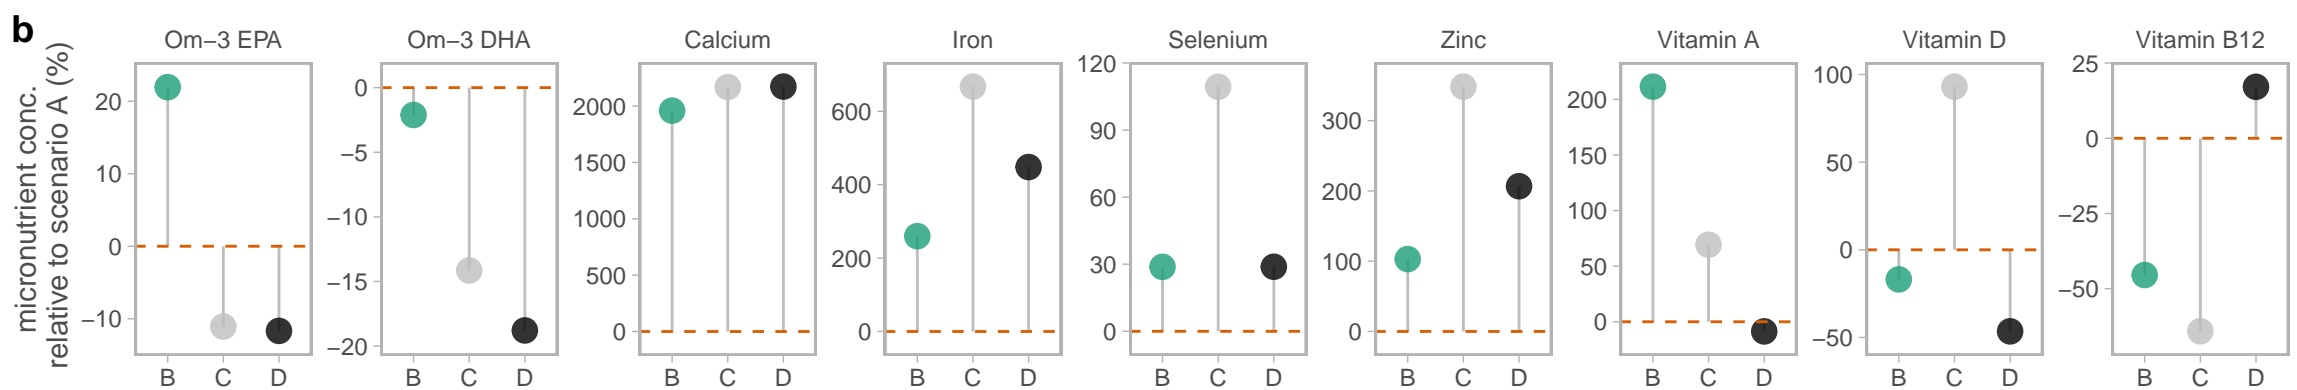 b
micronutrient conc.
relative to scenario A (%)
Om−3 EPA
20
10
0
−10
B C D
Om−3 DHA
0
−5
−10
−15
−20
B C D
Calcium
2000
1500
1000
500
0
B C D
Iron
600
400
200
0
B C D
Selenium
120
90
60
30
0
B C D
Zinc
300
200
100
0
B C D
Vitamin A
200
150
100
50
0
B C D
Vitamin D
100
50
0
−50
B C D
Vitamin B12
25
0
−25
−50
B C D